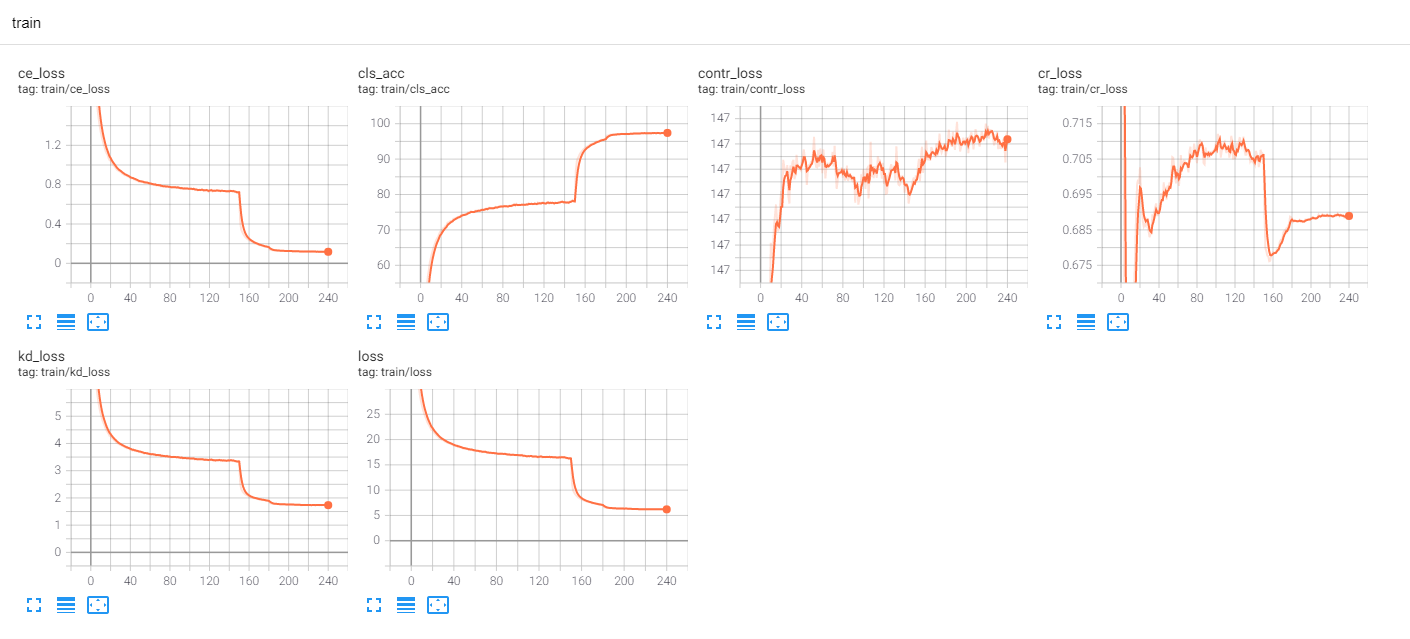 train
ce_loss
tag: train/ce_loss
1.2
0.8
0.4
0
0 40 80 120 160 200 240
cls_acc
tag: train/cls_acc
100
90
80
70
60
0 40 80 120 160 200 240
contr_loss
tag: train/contr_loss
147
147
147
147
147
147
147
0 40 80 120 160 200 240
cr_loss
tag: train/cr_loss
0.715
0.705
0.695
0.685
0.675
0 40 80 120 160 200 240
kd_loss
tag: train/kd_loss
5
4
3
2
1
0
0 40 80 120 160 200 240
loss
tag: train/loss
25
20
15
10
5
0
0 40 80 120 160 200 240